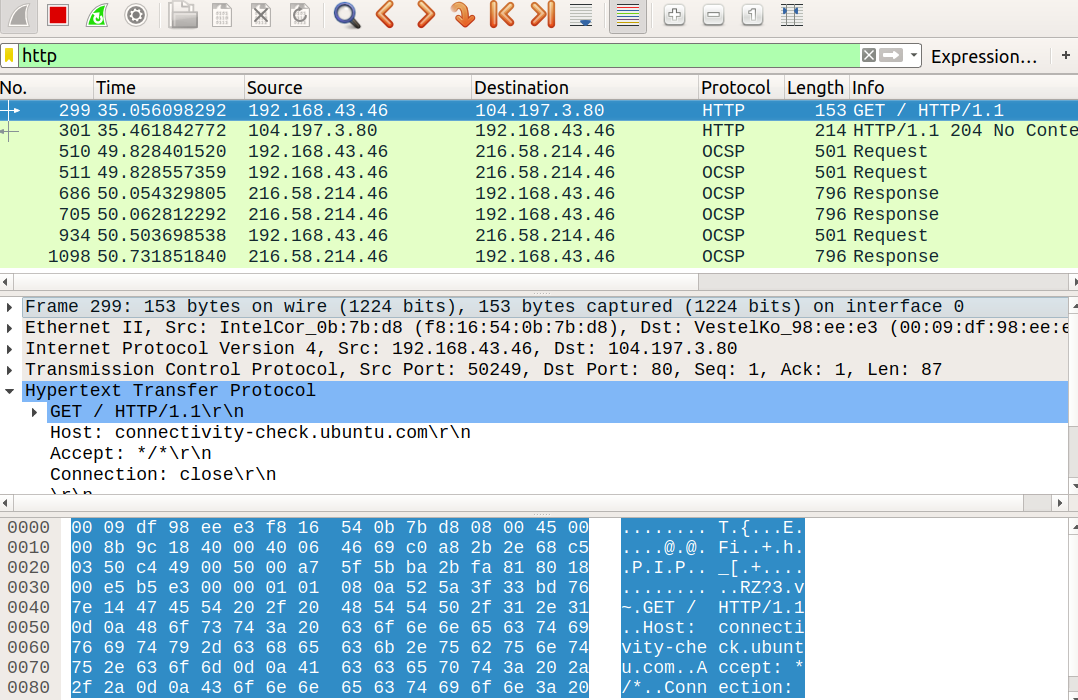 http Expression... +
No. Time Source Destination Protocol Length Info
299 35.056098292 192.168.43.46 104.197.3.80 HTTP 153 GET / HTTP/1.1
301 35.461842772 104.197.3.80 192.168.43.46 HTTP 214 HTTP/1.1 204 No Conte
510 49.828401520 192.168.43.46 216.58.214.46 OCSP 501 Request
511 49.828557359 192.168.43.46 216.58.214.46 OCSP 501 Request
686 50.054329805 216.58.214.46 192.168.43.46 OCSP 796 Response
705 50.062812292 216.58.214.46 192.168.43.46 OCSP 796 Response
934 50.503698538 192.168.43.46 216.58.214.46 OCSP 501 Request
1098 50.731851840 216.58.214.46 192.168.43.46 OCSP 796 Response
Frame 299: 153 bytes on wire (1224 bits), 153 bytes captured (1224 bits) on interface 0
Ethernet II, Src: IntelCor_0b:7b:d8 (f8:16:54:0b:7b:d8), Dst: VestelKo_98:ee:e3 (00:09:df:98:ee:e
Internet Protocol Version 4, Src: 192.168.43.46, Dst: 104.197.3.80
Transmission Control Protocol, Src Port: 50249, Dst Port: 80, Seq: 1, Ack: 1, Len: 87
Hypertext Transfer Protocol
GET / HTTP/1.1\r\n
Host: connectivity-check.ubuntu.com\r\n
Accept: */*\r\n
Connection: close\r\n
\r\n
0000 00 09 df 98 ee e3 f8 16 54 0b 7b d8 08 00 45 00 ........ T.{...E.
0010 00 8b 9c 18 40 00 40 06 46 69 c0 a8 2b 2e 68 c5 ....@.@. Fi..+.h.
0020 03 50 c4 49 00 50 00 a7 5f 5b ba 2b fa 81 80 18 .P.I.P.. _[.+....
0030 00 e5 b5 e3 00 00 01 01 08 0a 52 5a 3f 33 bd 76 ........ ..RZ?3.v
0040 7e 14 47 45 54 20 2f 20 48 54 54 50 2f 31 2e 31 ~.GET / HTTP/1.1
0050 0d 0a 48 6f 73 74 3a 20 63 6f 6e 6e 65 63 74 69 ..Host: connecti
0060 76 69 74 79 2d 63 68 65 63 6b 2e 75 62 75 6e 74 vity-che ck.ubunt
0070 75 2e 63 6f 6d 0d 0a 41 63 63 65 70 74 3a 20 2a u.com..A ccept: *
0080 2f 2a 0d 0a 43 6f 6e 6e 65 63 74 69 6f 6e 3a 20 /*..Conn ection: